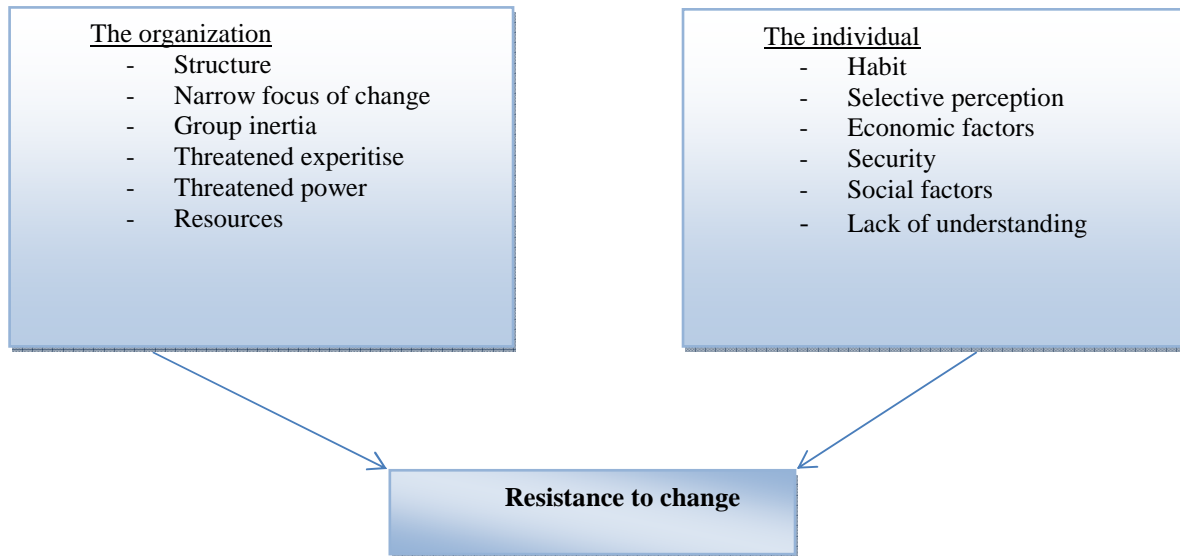 The organization
- Structure
- Narrow focus of change
- Group inertia
- Threatened experitise
- Threatened power
- Resources
The individual
- Habit
- Selective perception
- Economic factors
- Security
- Social factors
- Lack of understanding
Resistance to change